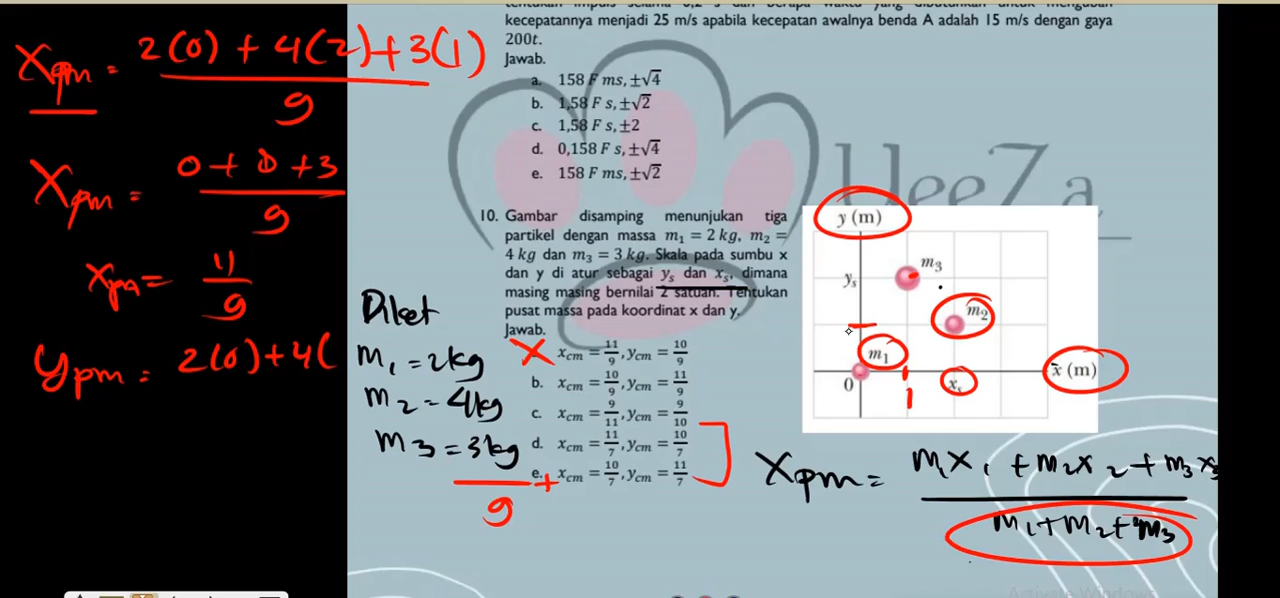 kecepatannya menjadi 25 m/s apabila kecepatan awalnya benda A adalah 15 m/s dengan gaya
200t.
Jawab.
a. 158 F ms, ±√4
b. 1,58 F s, ±√2
c. 1,58 F s, ±2
d. 0,158 F s, ±√4
e. 158 F ms, ±√2
10. Gambar disamping menunjukan tiga
partikel dengan massa m₁ = 2 kg, m₂ =
4 kg dan m₃ = 3 kg. Skala pada sumbu x
dan y di atur sebagai yₛ dan xₛ, dimana
masing masing bernilai 2 satuan. Tentukan
pusat massa pada koordinat x dan y.
Jawab.
x_cm = 11/9, y_cm = 10/9
b. x_cm = 10/9, y_cm = 11/9
c. x_cm = 9/11, y_cm = 9/10
d. x_cm = 11/7, y_cm = 10/7
e. x_cm = 10/7, y_cm = 11/7
y (m)
yₛ
m₃
m₂
m₁
0
1
xₛ
x (m)
Xpm = 2(0) + 4(2) + 3(1) / 9
Xpm = 0 + 8 + 3 / 9
xpm = 11/9
ypm = 2(0) + 4(
Diket
m₁ = 2kg
m₂ = 4kg
m₃ = 3kg
+
9
Xpm = m x₁ + m₂x₂ + m₃x₃ / m₁ + m₂ + m₃
Activate Windows